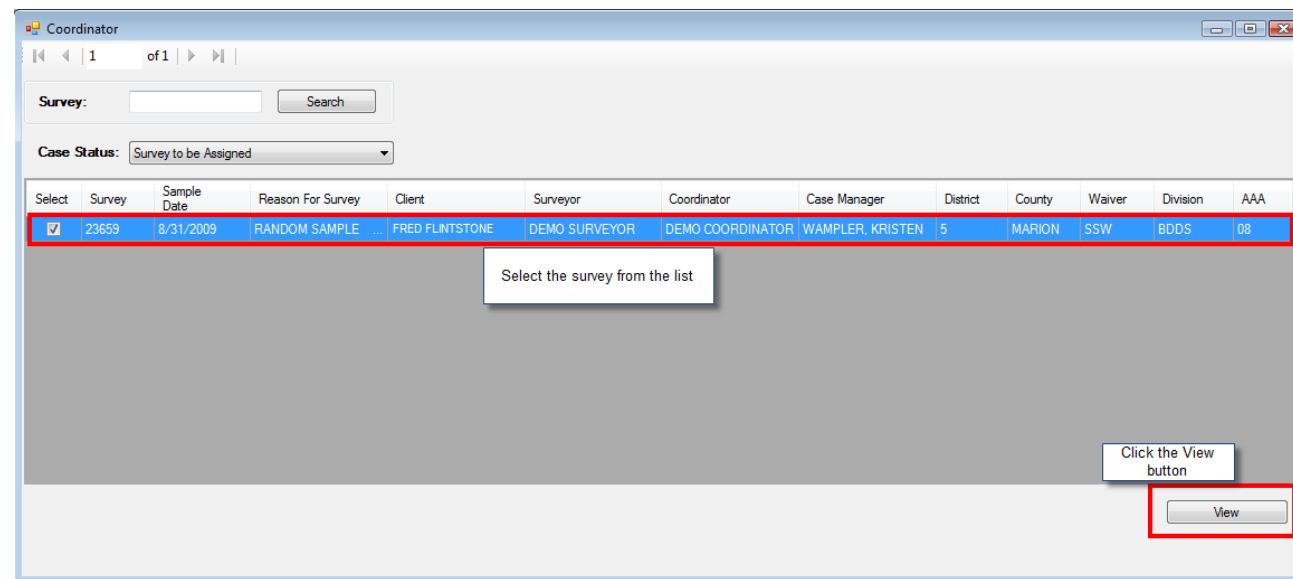 Coordinator
1 of 1
Survey: Search
Case Status: Survey to be Assigned
Select Survey Sample Date Reason For Survey Client Surveyor Coordinator Case Manager District County Waiver Division AAA
23659 8/31/2009 RANDOM SAMPLE ... FRED FLINTSTONE DEMO SURVEYOR DEMO COORDINATOR WAMPLER, KRISTEN 5 MARION SSW BDDS 08
Select the survey from the list
Click the View
button
View